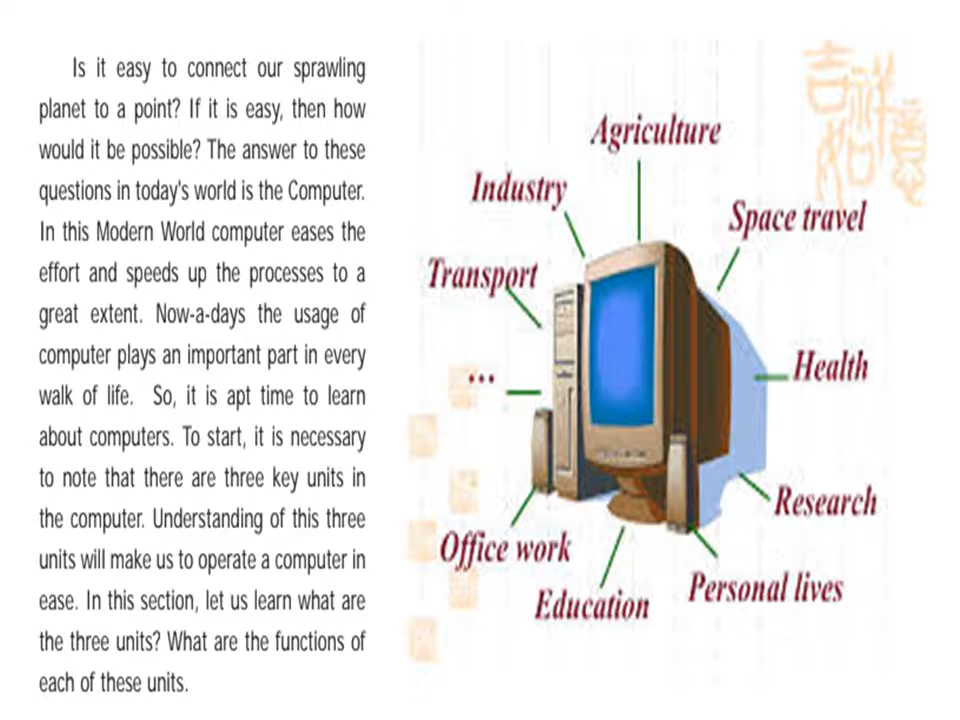 Is it easy to connect our sprawling
planet to a point? If it is easy, then how
would it be possible? The answer to these
questions in today's world is the Computer.
In this Modern World computer eases the
effort and speeds up the processes to a
great extent. Now-a-days the usage of
computer plays an important part in every
walk of life. So, it is apt time to learn
about computers. To start, it is necessary
to note that there are three key units in
the computer. Understanding of this three
units will make us to operate a computer in
ease. In this section, let us learn what are
the three units? What are the functions of
each of these units.
吉祥
如意
Agriculture
Industry
Space travel
Transport
...
Health
Research
Office work
Personal lives
Education